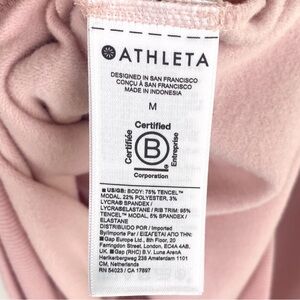 ATHLETA
DESIGNED IN SAN FRANCISCO
CONÇU À SAN FRANCISCO
MADE IN INDONESIA
M
Certified
Certifiée
B
Entreprise
Corporation
■ US/GB: BODY: 75% TENCEL™
MODAL, 22% POLYESTER, 3%
LYCRA® SPANDEX /
LYCRA®ELASTANE / RIB TRIM: 95%
TENCEL™ MODAL, 5% SPANDEX /
ELASTANE
DISTRIBUIDO POR / Imported
By/Importé Par / ΕΙΣΑΓΕΤΑΙ ΑΠΟ ΤΗΝ:
■ Gap Europe Ltd., 8th Floor, 20
Farringdon Street, London, EC4A 4AB.
■ Gap (RHC) B.V. Luna Arena
Herikerbergweg 238 Amsterdam 1101
CM, Netherlands
RN 54023 / CA 17897